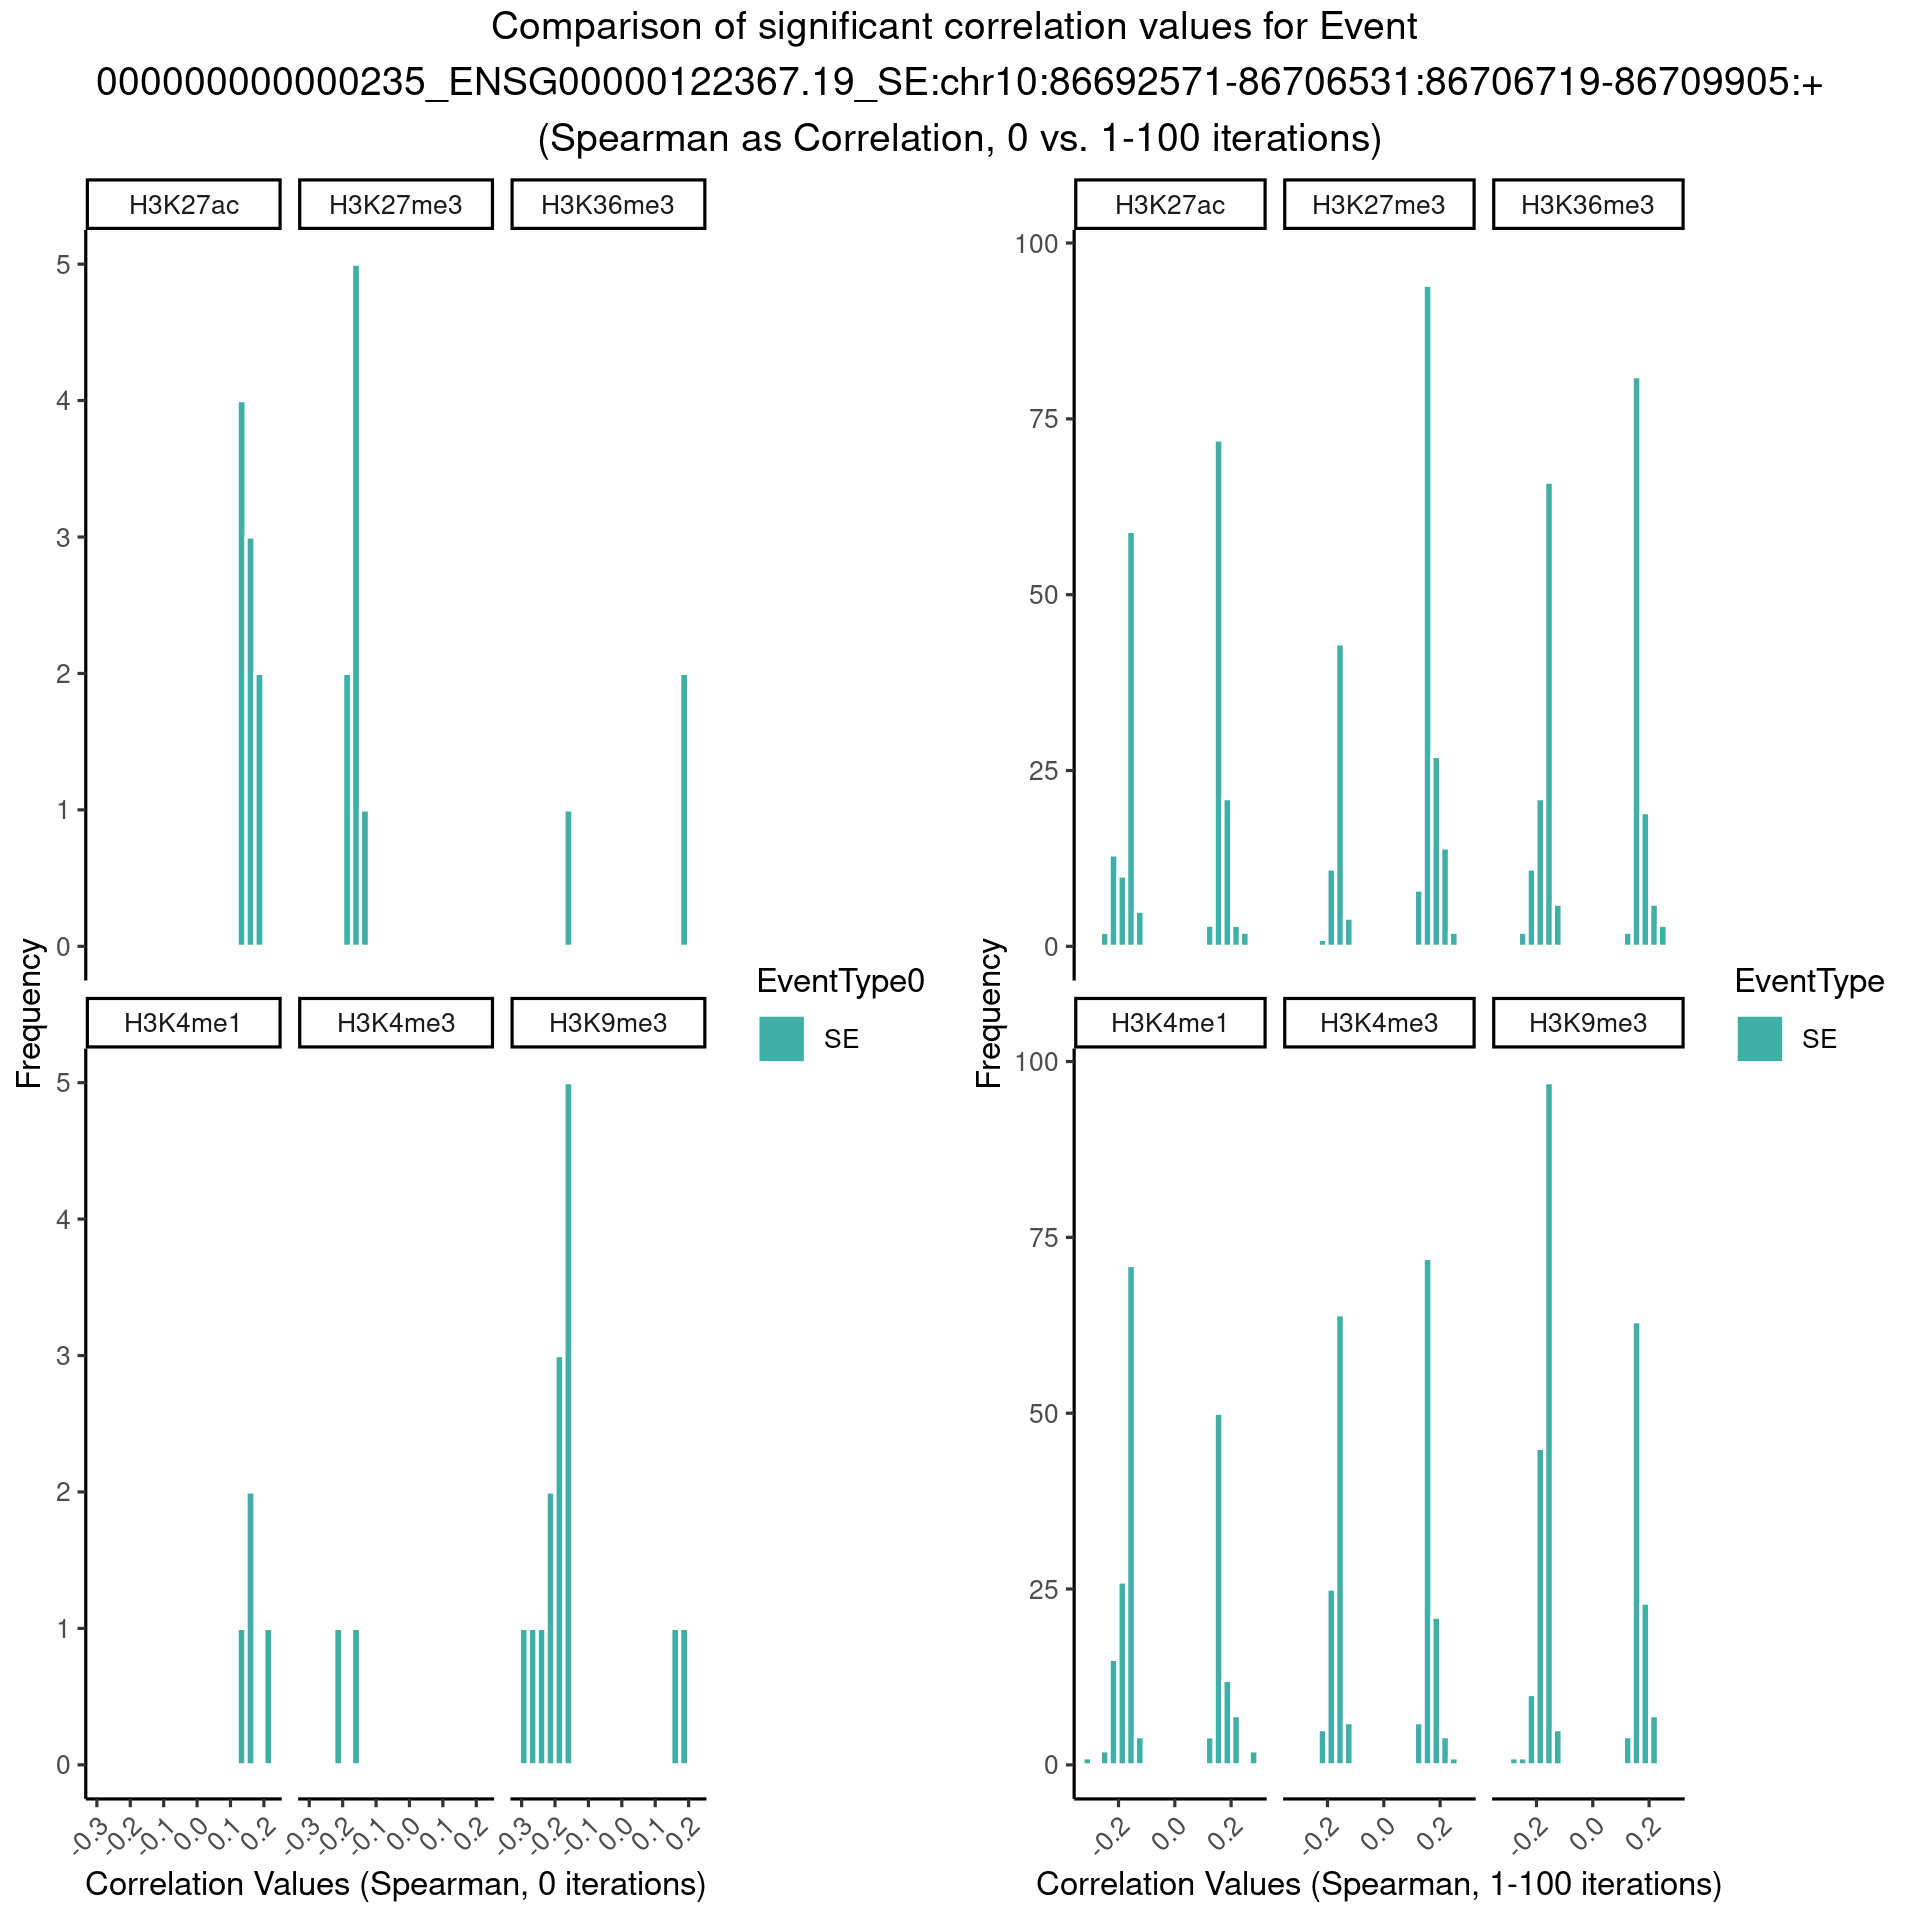 Comparison of significant correlation values for Event
000000000000235_ENSG00000122367.19_SE:chr10:86692571-86706531:86706719-86709905:+
(Spearman as Correlation, 0 vs. 1-100 iterations)
H3K27ac H3K27me3 H3K36me3
5
4
3
2
1
0
H3K4me1 H3K4me3 H3K9me3
5
4
3
2
1
0
Frequency
-0.3 -0.2 -0.1 0.0 0.1 0.2 -0.3 -0.2 -0.1 0.0 0.1 0.2 -0.3 -0.2 -0.1 0.0 0.1 0.2
Correlation Values (Spearman, 0 iterations)
EventType0
SE
H3K27ac H3K27me3 H3K36me3
100
75
50
25
0
H3K4me1 H3K4me3 H3K9me3
100
75
50
25
0
Frequency
-0.2 0.0 0.2 -0.2 0.0 0.2 -0.2 0.0 0.2
Correlation Values (Spearman, 1-100 iterations)
EventType
SE